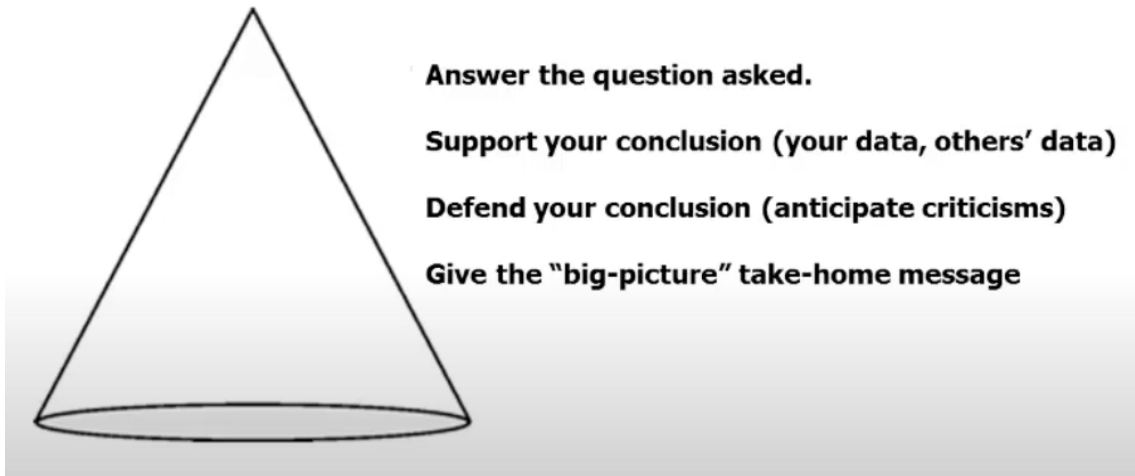 Answer the question asked.
Support your conclusion (your data, others’ data)
Defend your conclusion (anticipate criticisms)
Give the “big-picture” take-home message